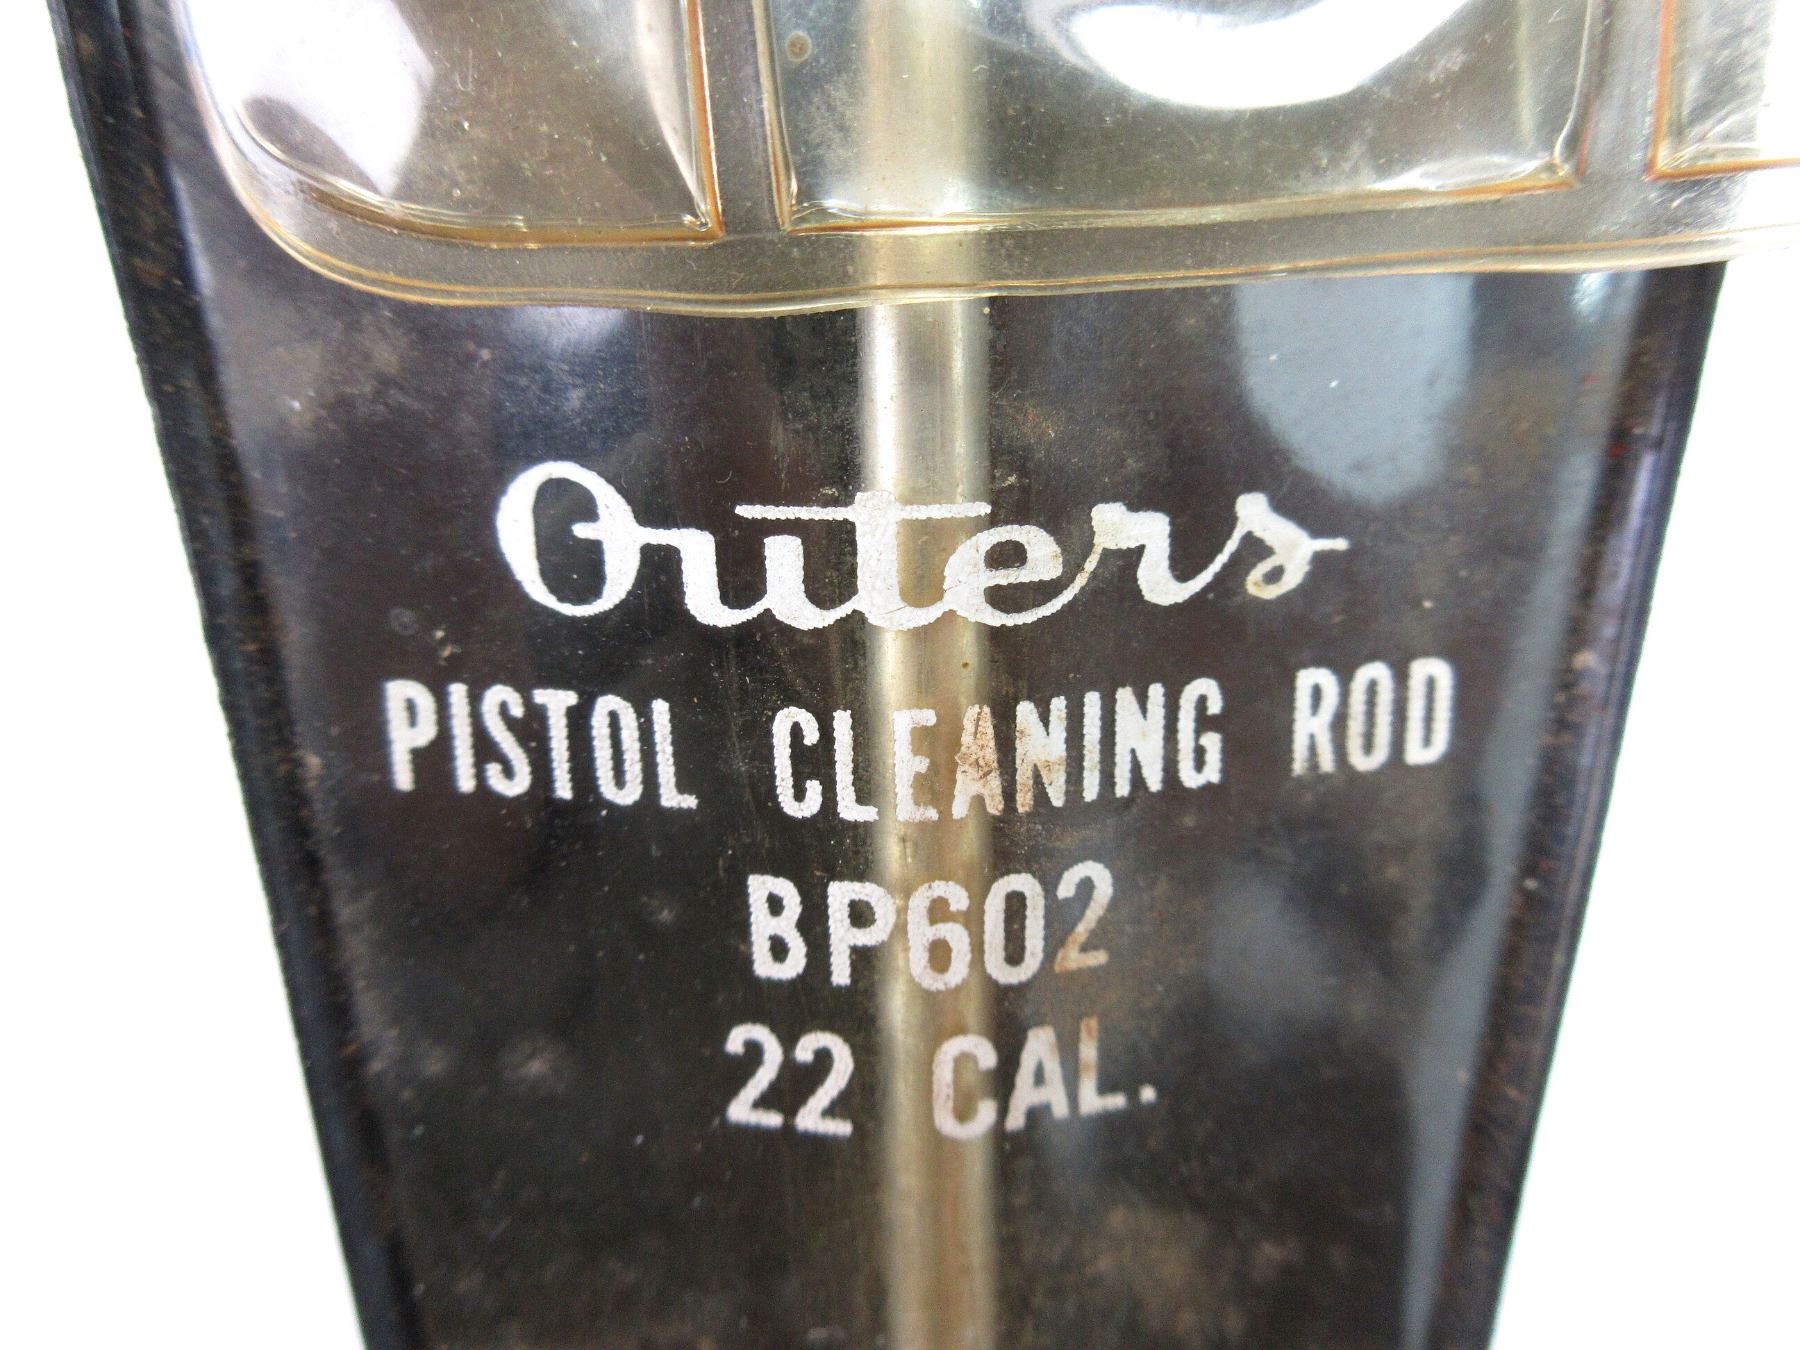 Outers
PISTOL CLEANING ROD
BP602
22 CAL.